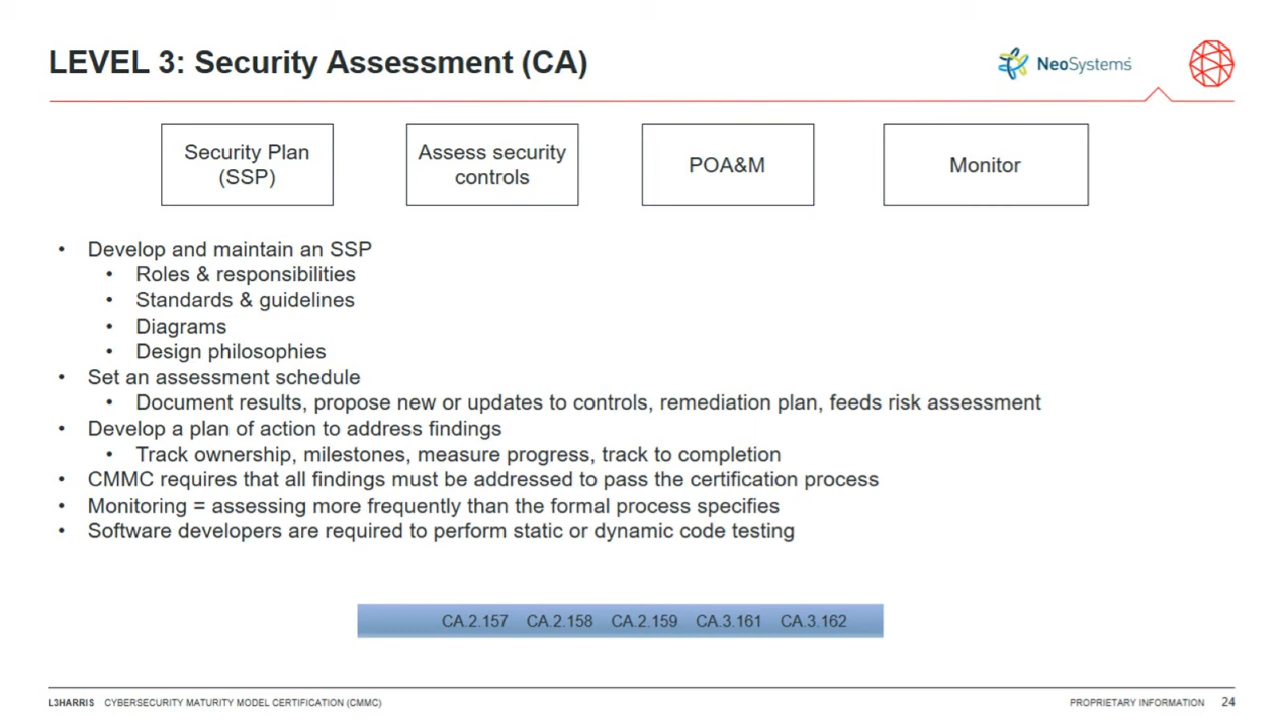 LEVEL 3: Security Assessment (CA)
NeoSystems
Security Plan
(SSP)
Assess security
controls
POA&M
Monitor
• Develop and maintain an SSP
• Roles & responsibilities
• Standards & guidelines
• Diagrams
• Design philosophies
• Set an assessment schedule
• Document results, propose new or updates to controls, remediation plan, feeds risk assessment
• Develop a plan of action to address findings
• Track ownership, milestones, measure progress, track to completion
• CMMC requires that all findings must be addressed to pass the certification process
• Monitoring = assessing more frequently than the formal process specifies
• Software developers are required to perform static or dynamic code testing
CA.2.157 CA.2.158 CA.2.159 CA.3.161 CA.3.162
L3HARRIS CYBERSECURITY MATURITY MODEL CERTIFICATION (CMMC) PROPRIETARY INFORMATION 24